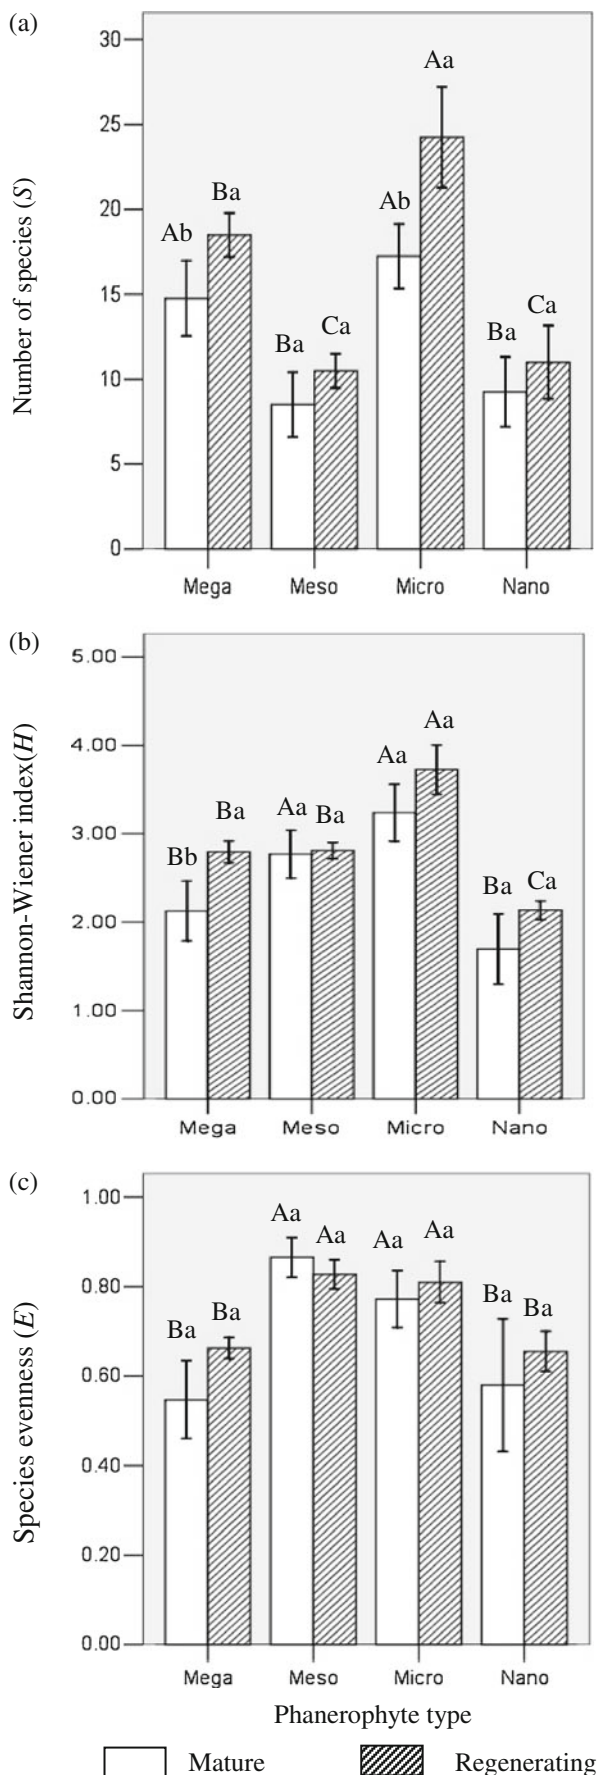 (a)
30
25
20
15
10
5
0
Number of species (S)
Ab Ba Ba Ca Ab Aa Ba Ca
Mega Meso Micro Nano
(b)
5.00
4.00
3.00
2.00
1.00
0.00
Shannon-Wiener index(H)
Bb Ba Aa Ba Aa Aa Ba Ca
Mega Meso Micro Nano
(c)
1.00
0.80
0.60
0.40
0.20
0.00
Species evenness (E)
Ba Ba Aa Aa Aa Aa Ba Ba
Mega Meso Micro Nano
Phanerophyte type
Mature Regenerating